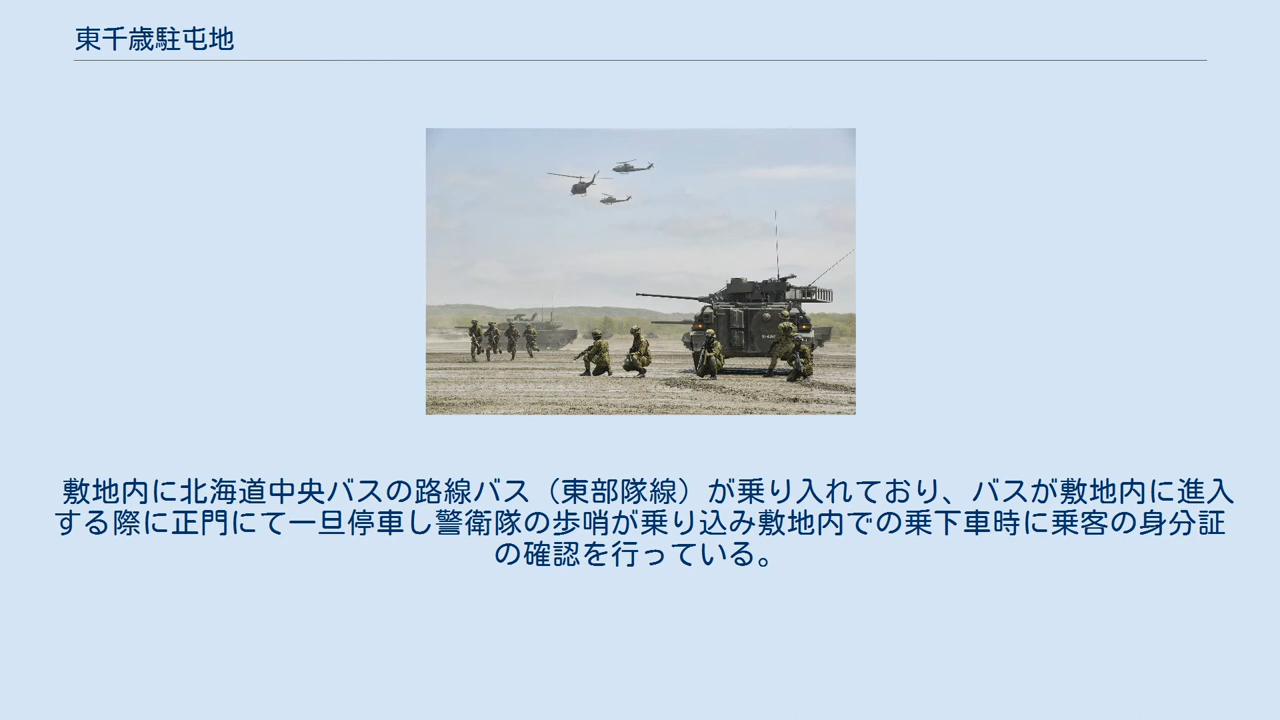 東千歳駐屯地
敷地内に北海道中央バスの路線バス（東部隊線）が乗り入れており、バスが敷地内に進入
する際に正門にて一旦停車し警衛隊の歩哨が乗り込み敷地内での乗下車時に乗客の身分証
の確認を行っている。